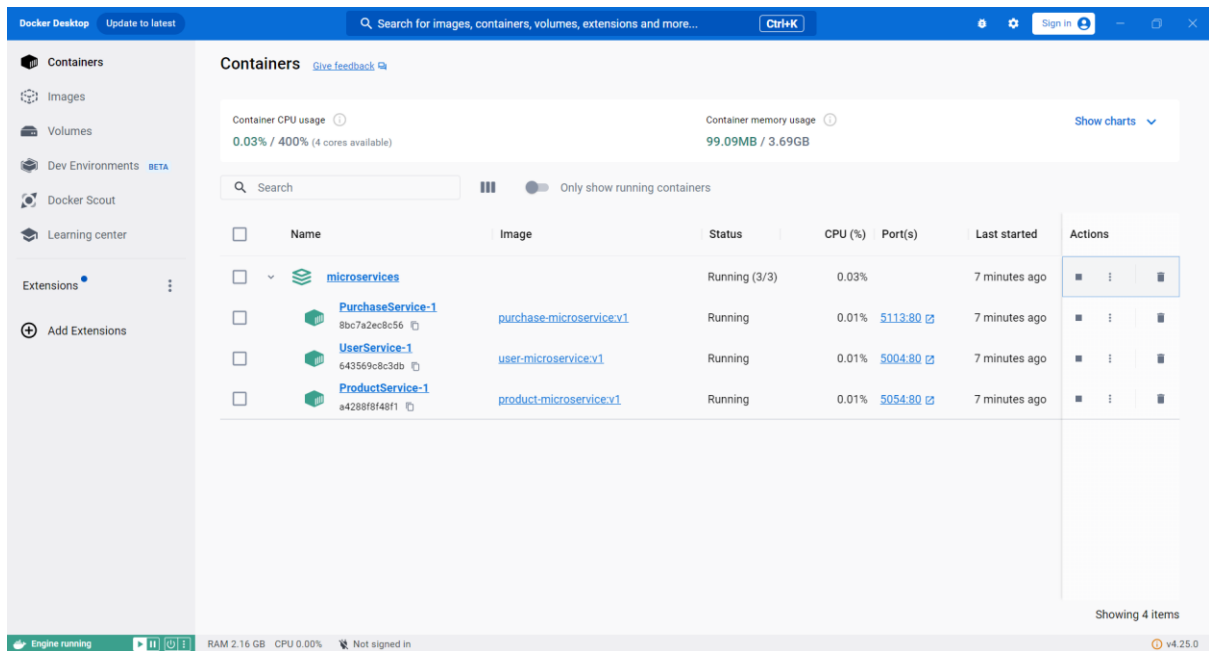 Docker Desktop Update to latest Search for images, containers, volumes, extensions and more... Ctrl+K Sign in
Containers
Images
Volumes
Dev Environments BETA
Docker Scout
Learning center
Extensions
Add Extensions
Containers Give feedback
Container CPU usage
0.03% / 400% (4 cores available)
Container memory usage
99.09MB / 3.69GB
Show charts
Search Only show running containers
Name Image Status CPU (%) Port(s) Last started Actions
microservices Running (3/3) 0.03% 7 minutes ago
PurchaseService-1
8bc7a2ec8c56
purchase-microservice:v1 Running 0.01% 5113:80 7 minutes ago
UserService-1
643569c8c3db
user-microservice:v1 Running 0.01% 5004:80 7 minutes ago
ProductService-1
a4288f8f48f1
product-microservice:v1 Running 0.01% 5054:80 7 minutes ago
Showing 4 items
Engine running RAM 2.16 GB CPU 0.00% Not signed in v4.25.0